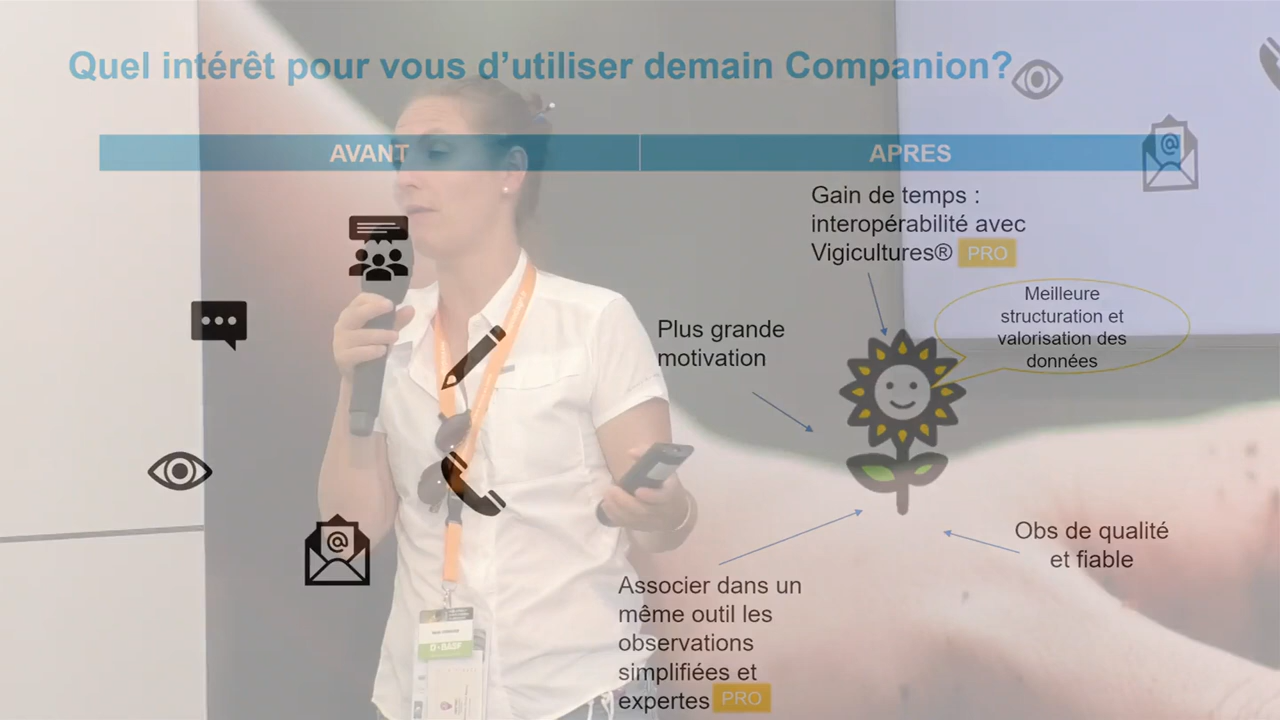 Quel intérêt pour vous d'utiliser demain Companion?
AVANT
APRES
Gain de temps :
interopérabilité avec
Vigicultures® PRO
Meilleure
structuration et
valorisation des
données
Plus grande
motivation
Obs de qualité
et fiable
Associer dans un
même outil les
observations
simplifiées et
expertes PRO
@
@
BASF